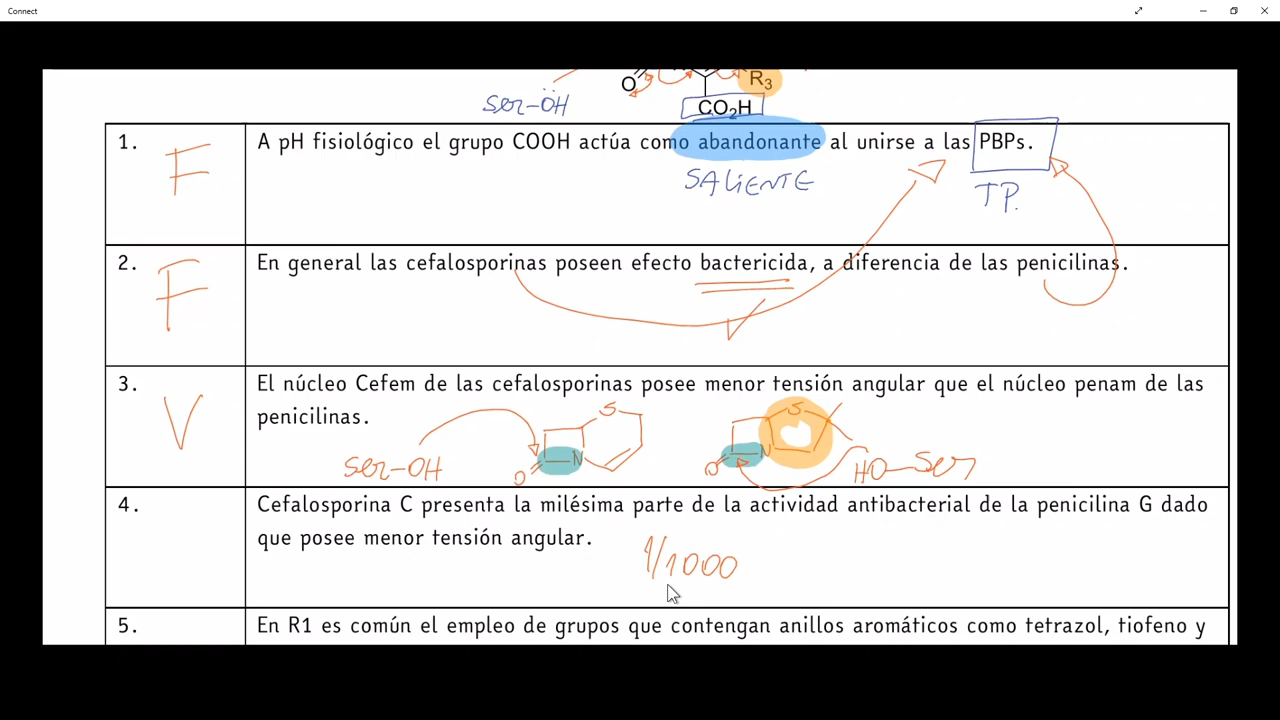 Connect
O
R3
ser-ÖH
CO2H
1.
F
A pH fisiológico el grupo COOH actúa como abandonante al unirse a las PBPs.
SALIENTE
TP.
2.
F
En general las cefalosporinas poseen efecto bactericida, a diferencia de las penicilinas.
3.
V
El núcleo Cefem de las cefalosporinas posee menor tensión angular que el núcleo penam de las
penicilinas.
S
S
ser-OH
O
N
O
N
HO-Ser
4.
Cefalosporina C presenta la milésima parte de la actividad antibacterial de la penicilina G dado
que posee menor tensión angular.
1/1000
5.
En R1 es común el empleo de grupos que contengan anillos aromáticos como tetrazol, tiofeno y